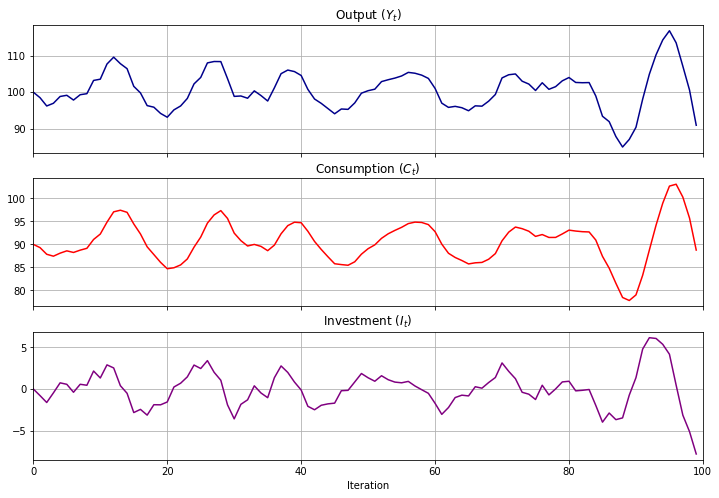 Output (Y_t)
110
100
90
Consumption (C_t)
100
95
90
85
80
Investment (I_t)
5
0
−5
0 20 40 60 80 100
Iteration